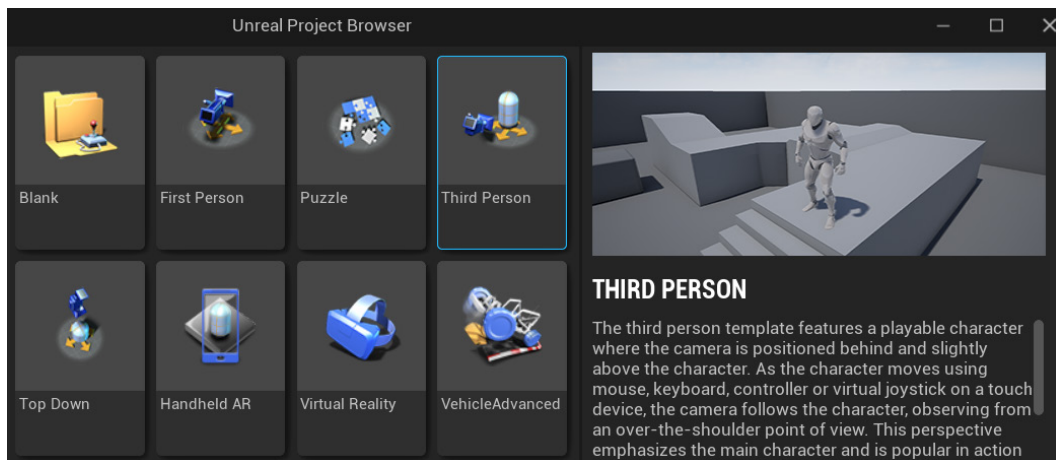 Unreal Project Browser
Blank
First Person
Puzzle
Third Person
Top Down
Handheld AR
Virtual Reality
VehicleAdvanced
THIRD PERSON
The third person template features a playable character
where the camera is positioned behind and slightly
above the character. As the character moves using
mouse, keyboard, controller or virtual joystick on a touch
device, the camera follows the character, observing from
an over-the-shoulder point of view. This perspective
emphasizes the main character and is popular in action